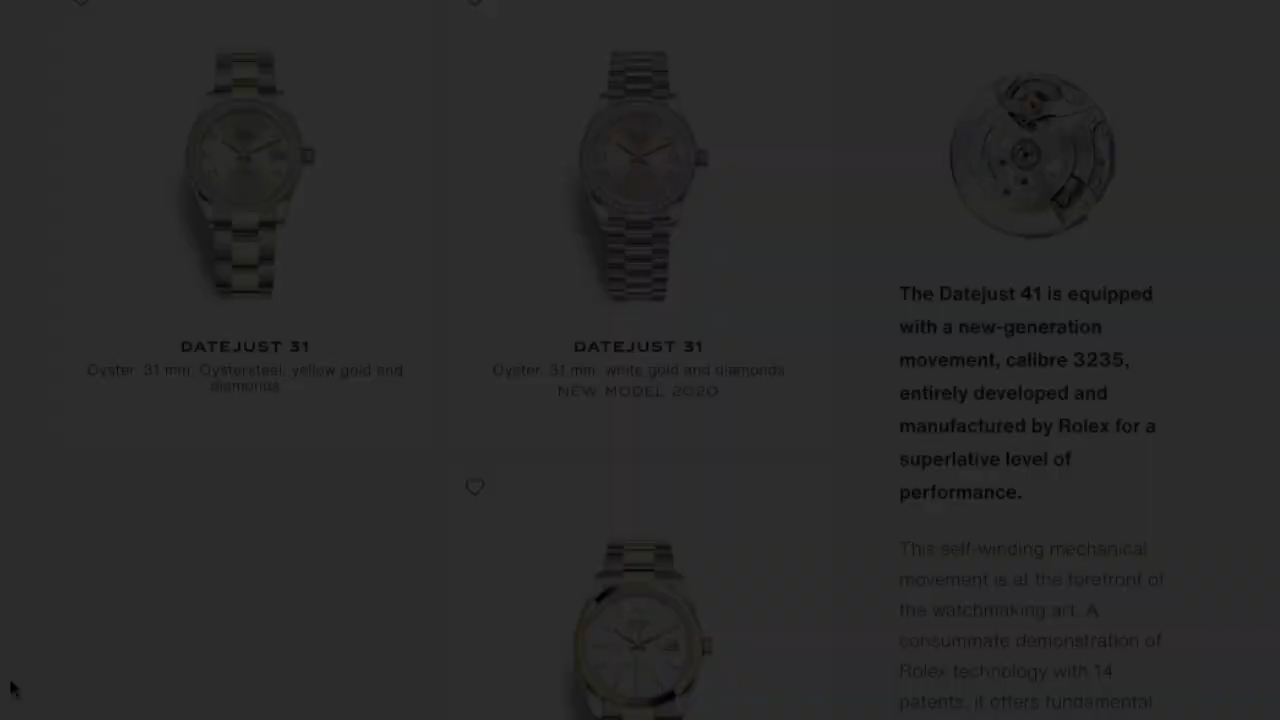 DATEJUST 31
Oyster, 31 mm, Oystersteel, yellow gold and
diamonds
DATEJUST 31
Oyster, 31 mm, white gold and diamonds
NEW MODEL 2020
The Datejust 41 is equipped
with a new-generation
movement, calibre 3235,
entirely developed and
manufactured by Rolex for a
superlative level of
performance.
This self-winding mechanical
movement is at the forefront of
the watchmaking art. A
consummate demonstration of
Rolex technology with 14
patents, it offers fundamental